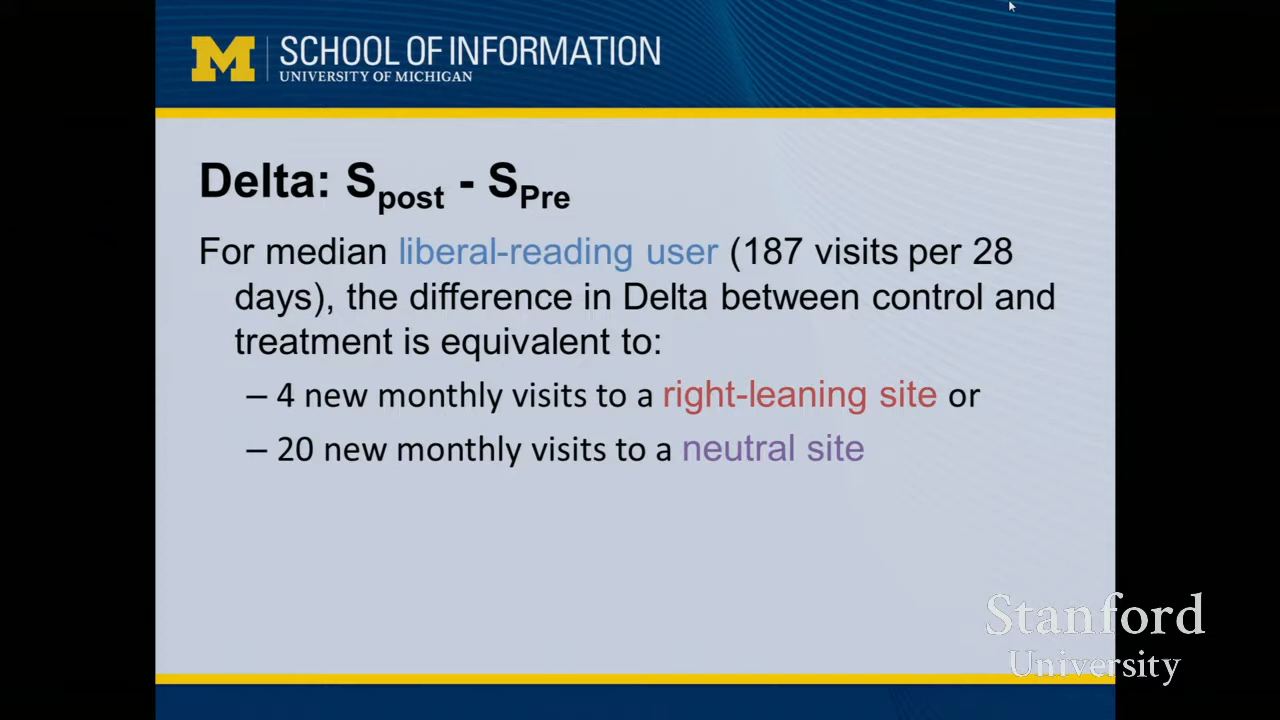 M SCHOOL OF INFORMATION
UNIVERSITY OF MICHIGAN
Delta: Spost - SPre
For median liberal-reading user (187 visits per 28
days), the difference in Delta between control and
treatment is equivalent to:
– 4 new monthly visits to a right-leaning site or
– 20 new monthly visits to a neutral site
Stanford
University